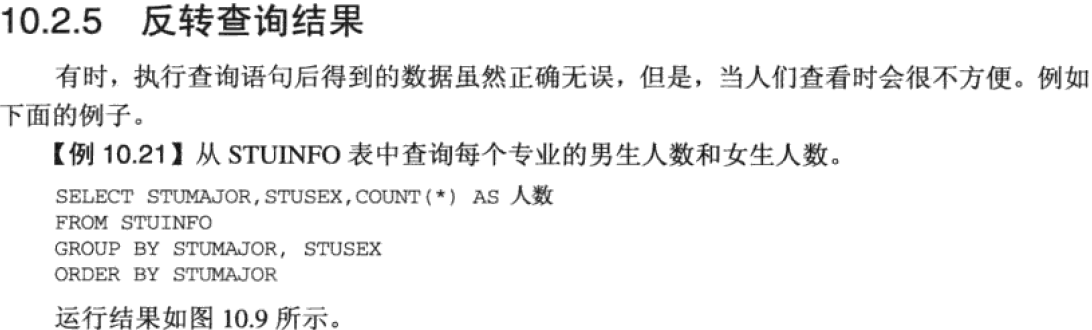 10.2.5 反转查询结果
有时，执行查询语句后得到的数据虽然正确无误，但是，当人们查看时会很不方便。例如
下面的例子。
【例 10.21】从 STUINFO 表中查询每个专业的男生人数和女生人数。
SELECT STUMAJOR,STUSEX,COUNT(*) AS 人数
FROM STUINFO
GROUP BY STUMAJOR, STUSEX
ORDER BY STUMAJOR
运行结果如图 10.9 所示。